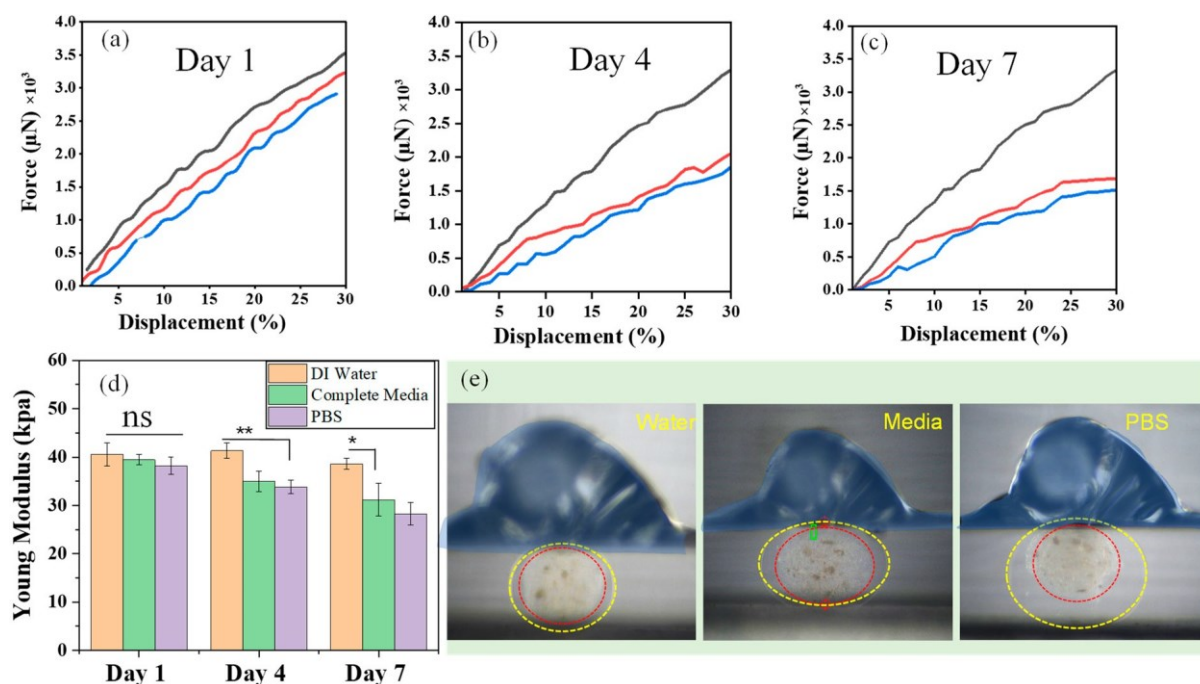 (a)
Day 1
Force (μN) ×10³
4.0
3.5
3.0
2.5
2.0
1.5
1.0
0.5
0.0
5 10 15 20 25 30
Displacement (%)
(b)
Day 4
Force (μN) ×10³
4.0
3.5
3.0
2.5
2.0
1.5
1.0
0.5
0.0
5 10 15 20 25 30
Displacement (%)
(c)
Day 7
Force (μN) ×10³
4.0
3.5
3.0
2.5
2.0
1.5
1.0
0.5
0.0
5 10 15 20 25 30
Displacement (%)
(d)
Young Modulus (kpa)
60
50
40
30
20
10
0
DI Water
Complete Media
PBS
ns
**
*
Day 1 Day 4 Day 7
(e)
Water
Media
PBS